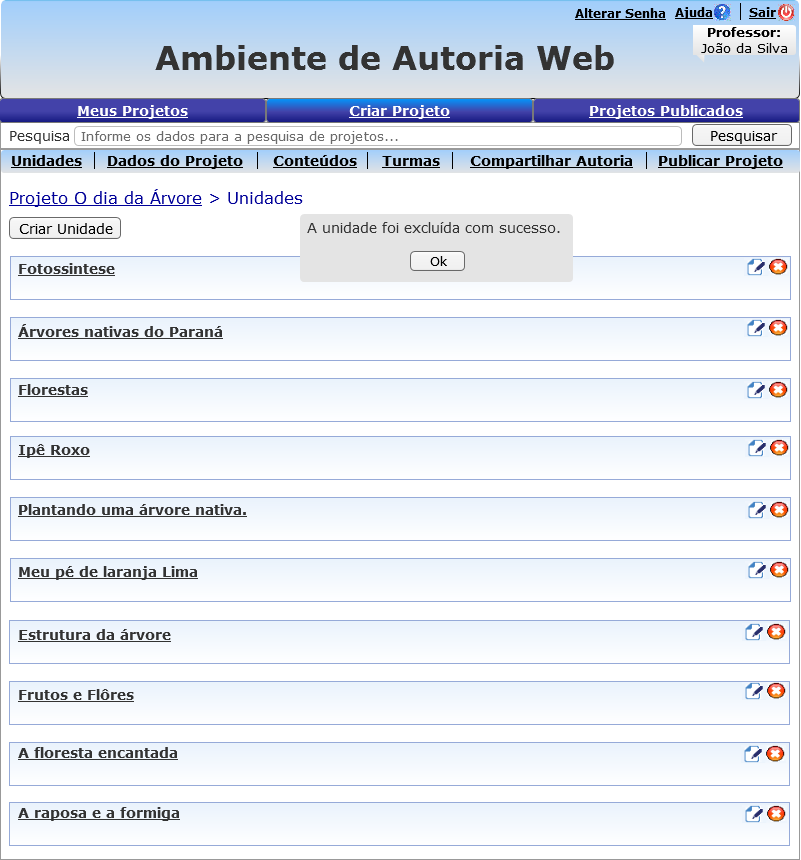 Alterar Senha Ajuda ? Sair
Professor:
João da Silva
Ambiente de Autoria Web
Meus Projetos Criar Projeto Projetos Publicados
Pesquisa Informe os dados para a pesquisa de projetos... Pesquisar
Unidades Dados do Projeto Conteúdos Turmas Compartilhar Autoria Publicar Projeto
Projeto O dia da Árvore > Unidades
Criar Unidade
A unidade foi excluída com sucesso.
Ok
Fotossintese
Árvores nativas do Paraná
Florestas
Ipê Roxo
Plantando uma árvore nativa.
Meu pé de laranja Lima
Estrutura da árvore
Frutos e Flôres
A floresta encantada
A raposa e a formiga